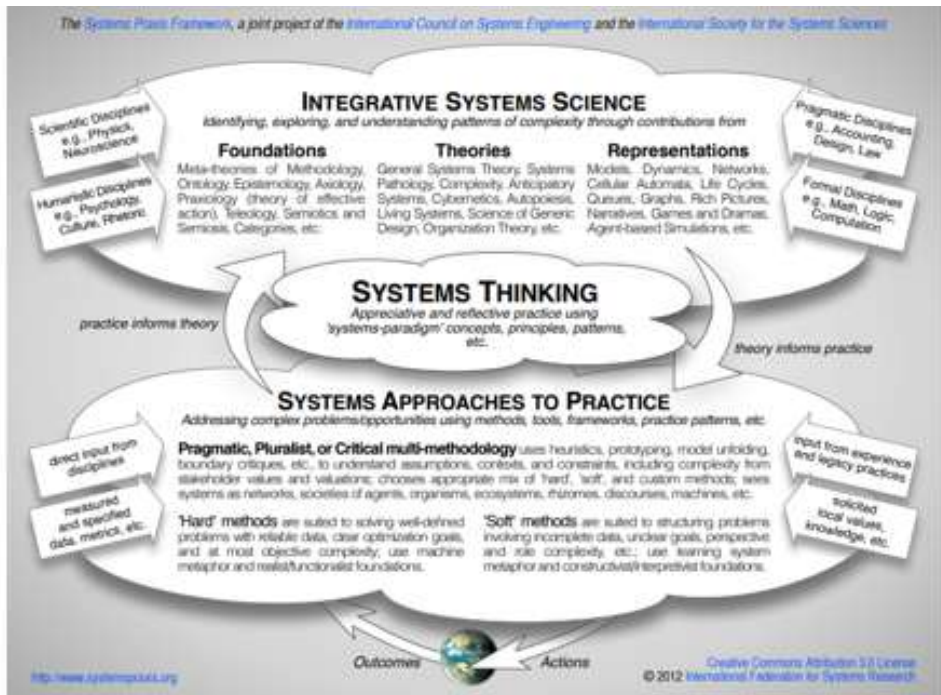 The Systems Praxis Framework, a joint project of the International Council on Systems Engineering and the International Society for the Systems Sciences
INTEGRATIVE SYSTEMS SCIENCE
Identifying, exploring, and understanding patterns of complexity through contributions from
Scientific Disciplines
e.g., Physics,
Neuroscience
Humanistic Disciplines
e.g., Psychology,
Culture, Rhetoric
Foundations
Meta-theories of Methodology,
Ontology, Epistemology, Axiology,
Praxiology (theory of effective
action), Teleology, Semiotics and
Semiosis, Categories, etc.
Theories
General Systems Theory, Systems
Pathology, Complexity, Anticipatory
Systems, Cybernetics, Autopoiesis,
Living Systems, Science of Generic
Design, Organization Theory, etc.
Representations
Models, Dynamics, Networks,
Cellular Automata, Life Cycles,
Queues, Graphs, Rich Pictures,
Narratives, Games and Dramas,
Agent-based Simulations, etc.
Pragmatic Disciplines
e.g., Accounting,
Design, Law
Formal Disciplines
e.g., Math, Logic,
Computation
SYSTEMS THINKING
Appreciative and reflective practice using
'systems-paradigm' concepts, principles, patterns,
etc.
practice informs theory
theory informs practice
SYSTEMS APPROACHES TO PRACTICE
Addressing complex problems/opportunities using methods, tools, frameworks, practice patterns, etc
direct input from
disciplines
measured
and specified
data, metrics, etc.
Pragmatic, Pluralist, or Critical multi-methodology uses heuristics, prototyping, model unfolding,
boundary critiques, etc., to understand assumptions, contexts, and constraints, including complexity from
stakeholder values and valuations; chooses appropriate mix of 'hard', 'soft', and custom methods; sees
systems as networks, societies of agents, organisms, ecosystems, rhizomes, discourses, machines, etc.
'Hard' methods are suited to solving well-defined
problems with reliable data, clear optimization goals,
and at most objective complexity; use machine
metaphor and realist/functionalist foundations.
'Soft' methods are suited to structuring problems
involving incomplete data, unclear goals, perspective
and role complexity, etc.; use learning system
metaphor and constructivist/interpretivist foundations.
input from experience
and legacy practices
solicited
local values,
knowledge, etc.
Outcomes
Actions
http://www.systemspraxis.org
Creative Commons Attribution 3.0 License
© 2012 International Federation for Systems Research